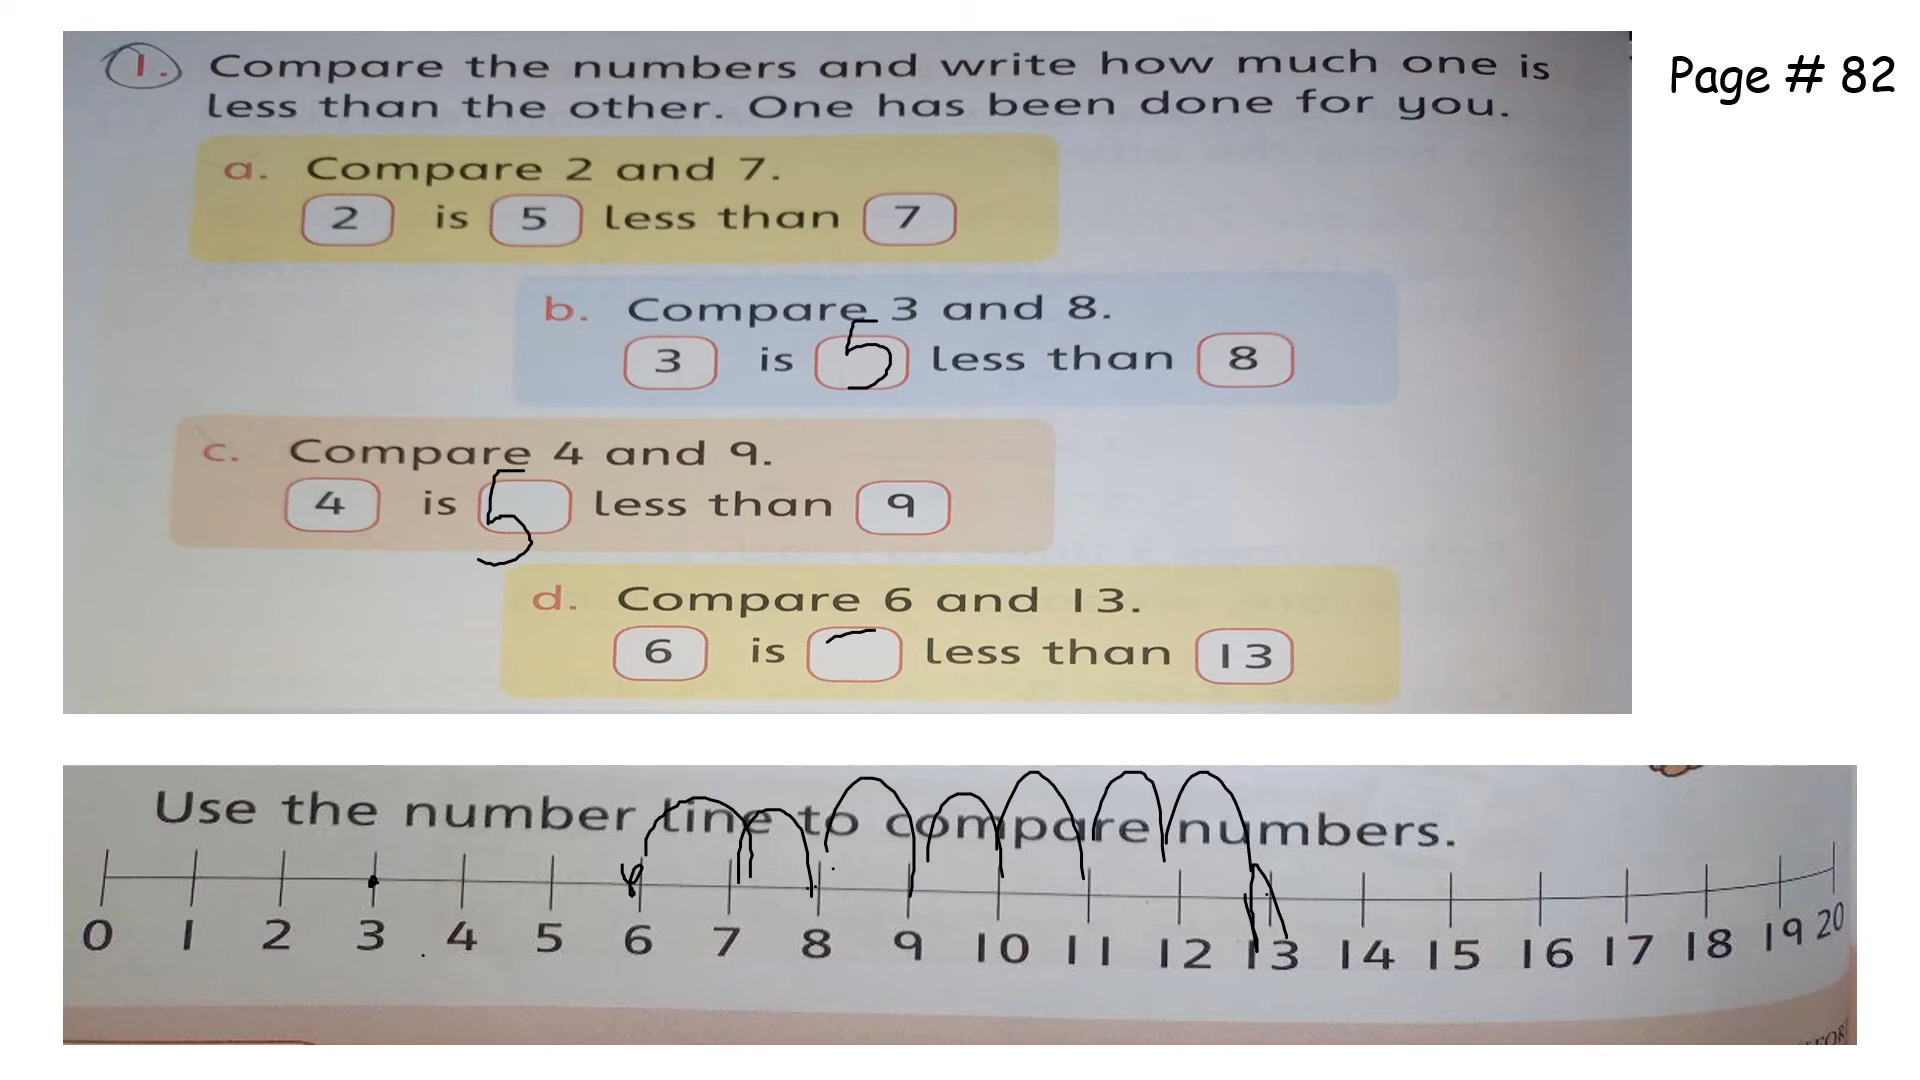 Page # 82
1. Compare the numbers and write how much one is
less than the other. One has been done for you.
a. Compare 2 and 7.
2 is 5 less than 7
b. Compare 3 and 8.
3 is 5 less than 8
c. Compare 4 and 9.
4 is 5 less than 9
d. Compare 6 and 13.
6 is less than 13
Use the number line to compare numbers.
0 1 2 3 4 5 6 7 8 9 10 11 12 13 14 15 16 17 18 19 20